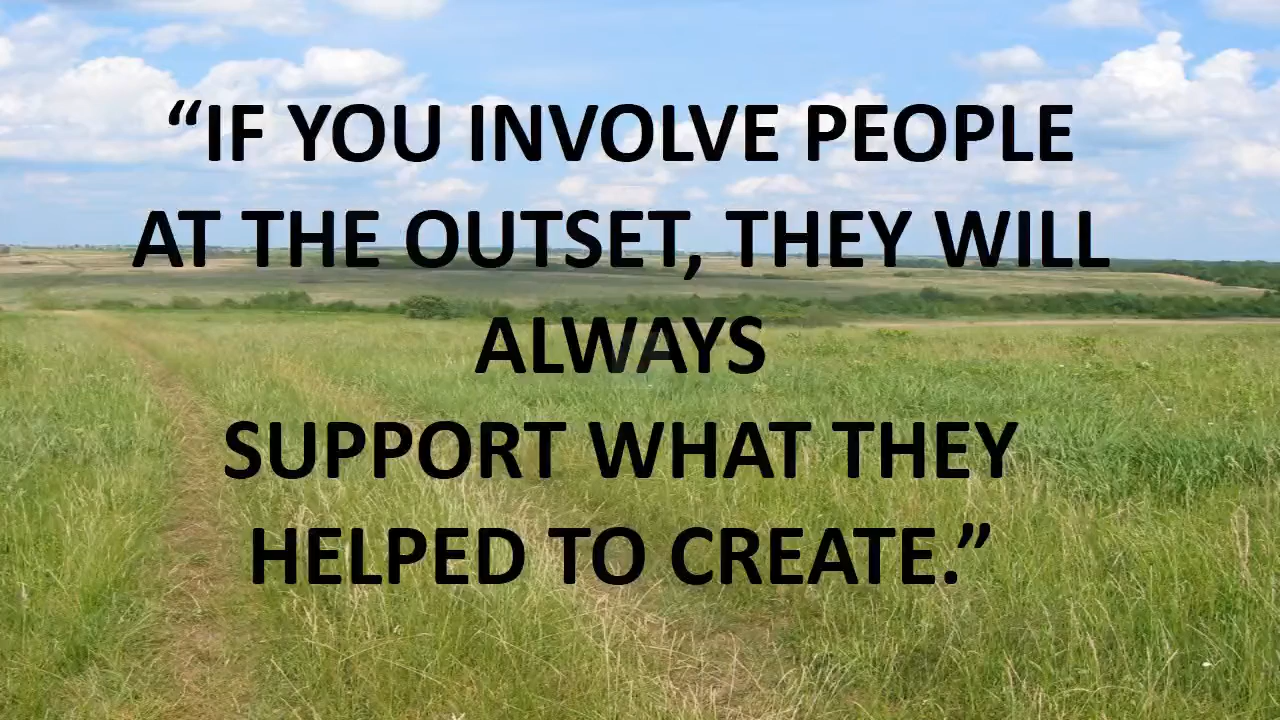 “IF YOU INVOLVE PEOPLE
AT THE OUTSET, THEY WILL
ALWAYS
SUPPORT WHAT THEY
HELPED TO CREATE.”